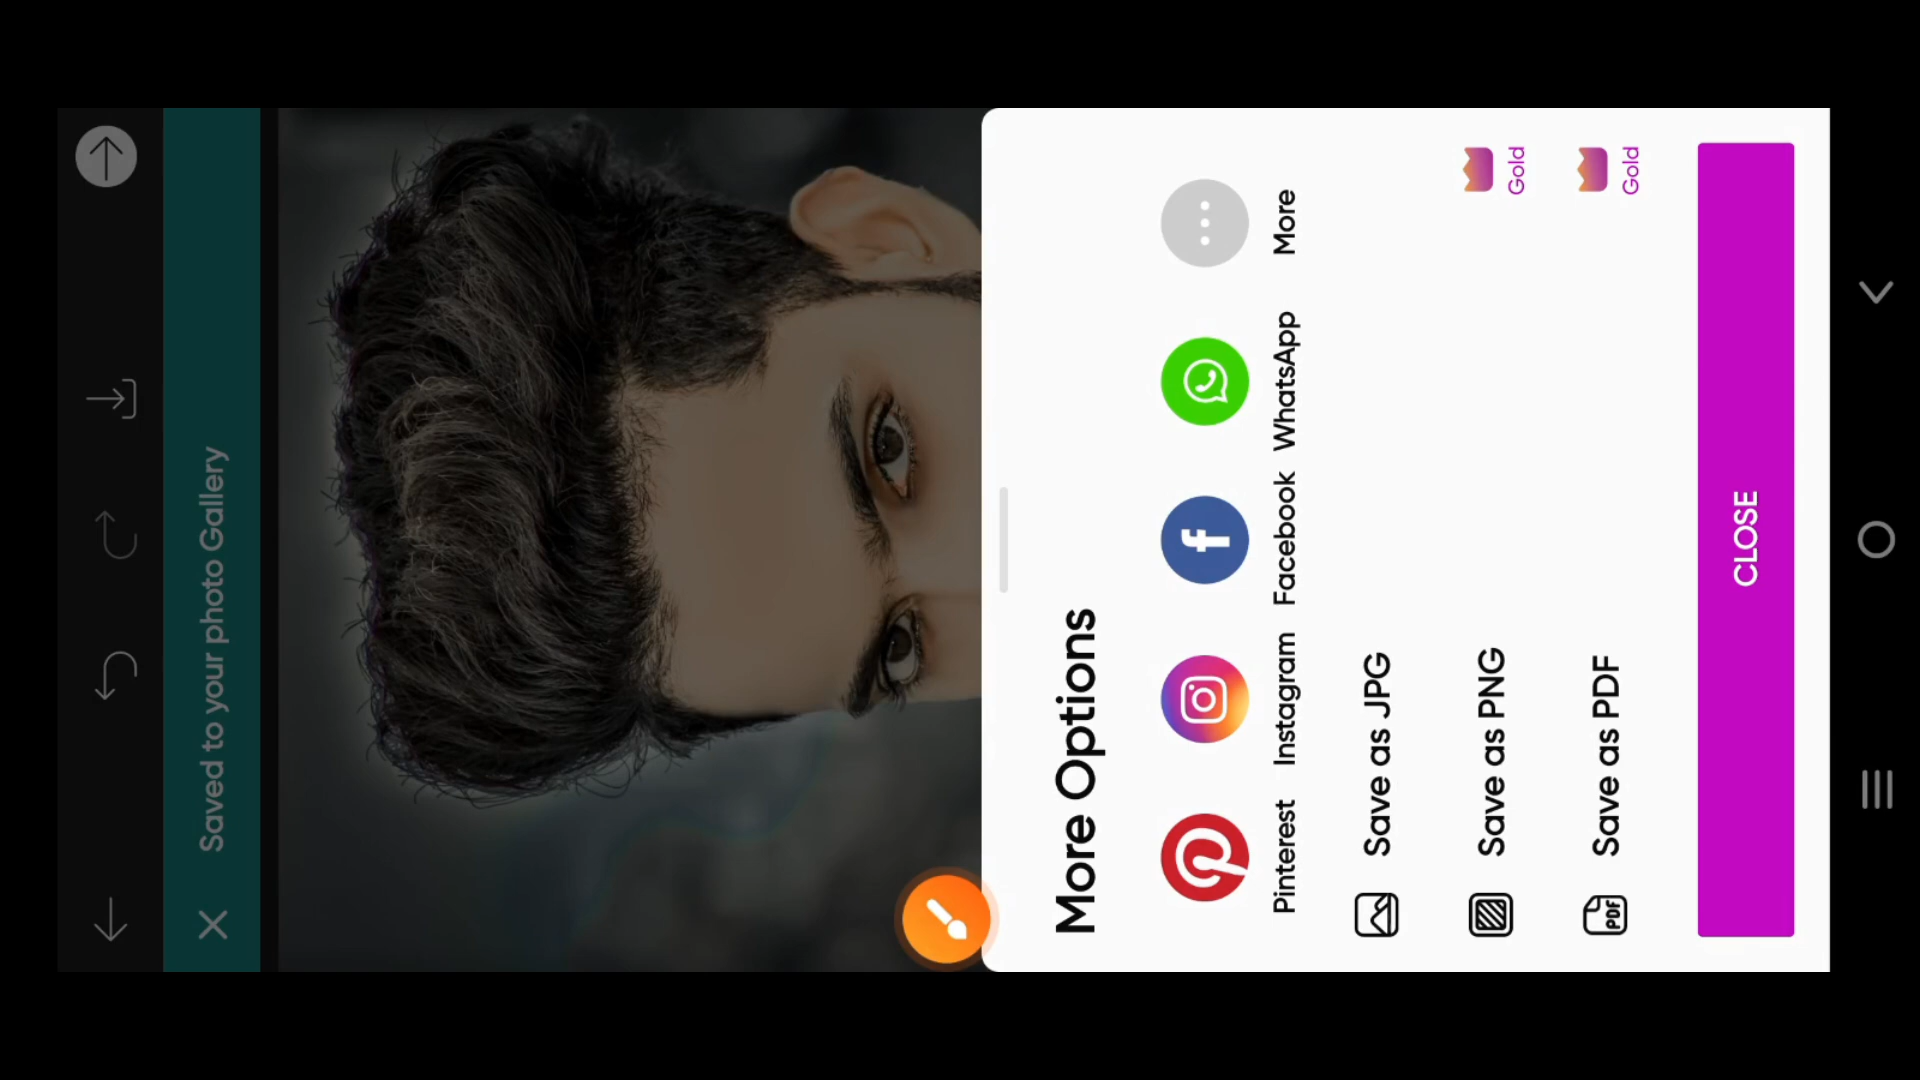 Saved to your photo Gallery
More Options
Pinterest Instagram Facebook WhatsApp More
Save as JPG
Save as PNG Gold
Save as PDF Gold
CLOSE